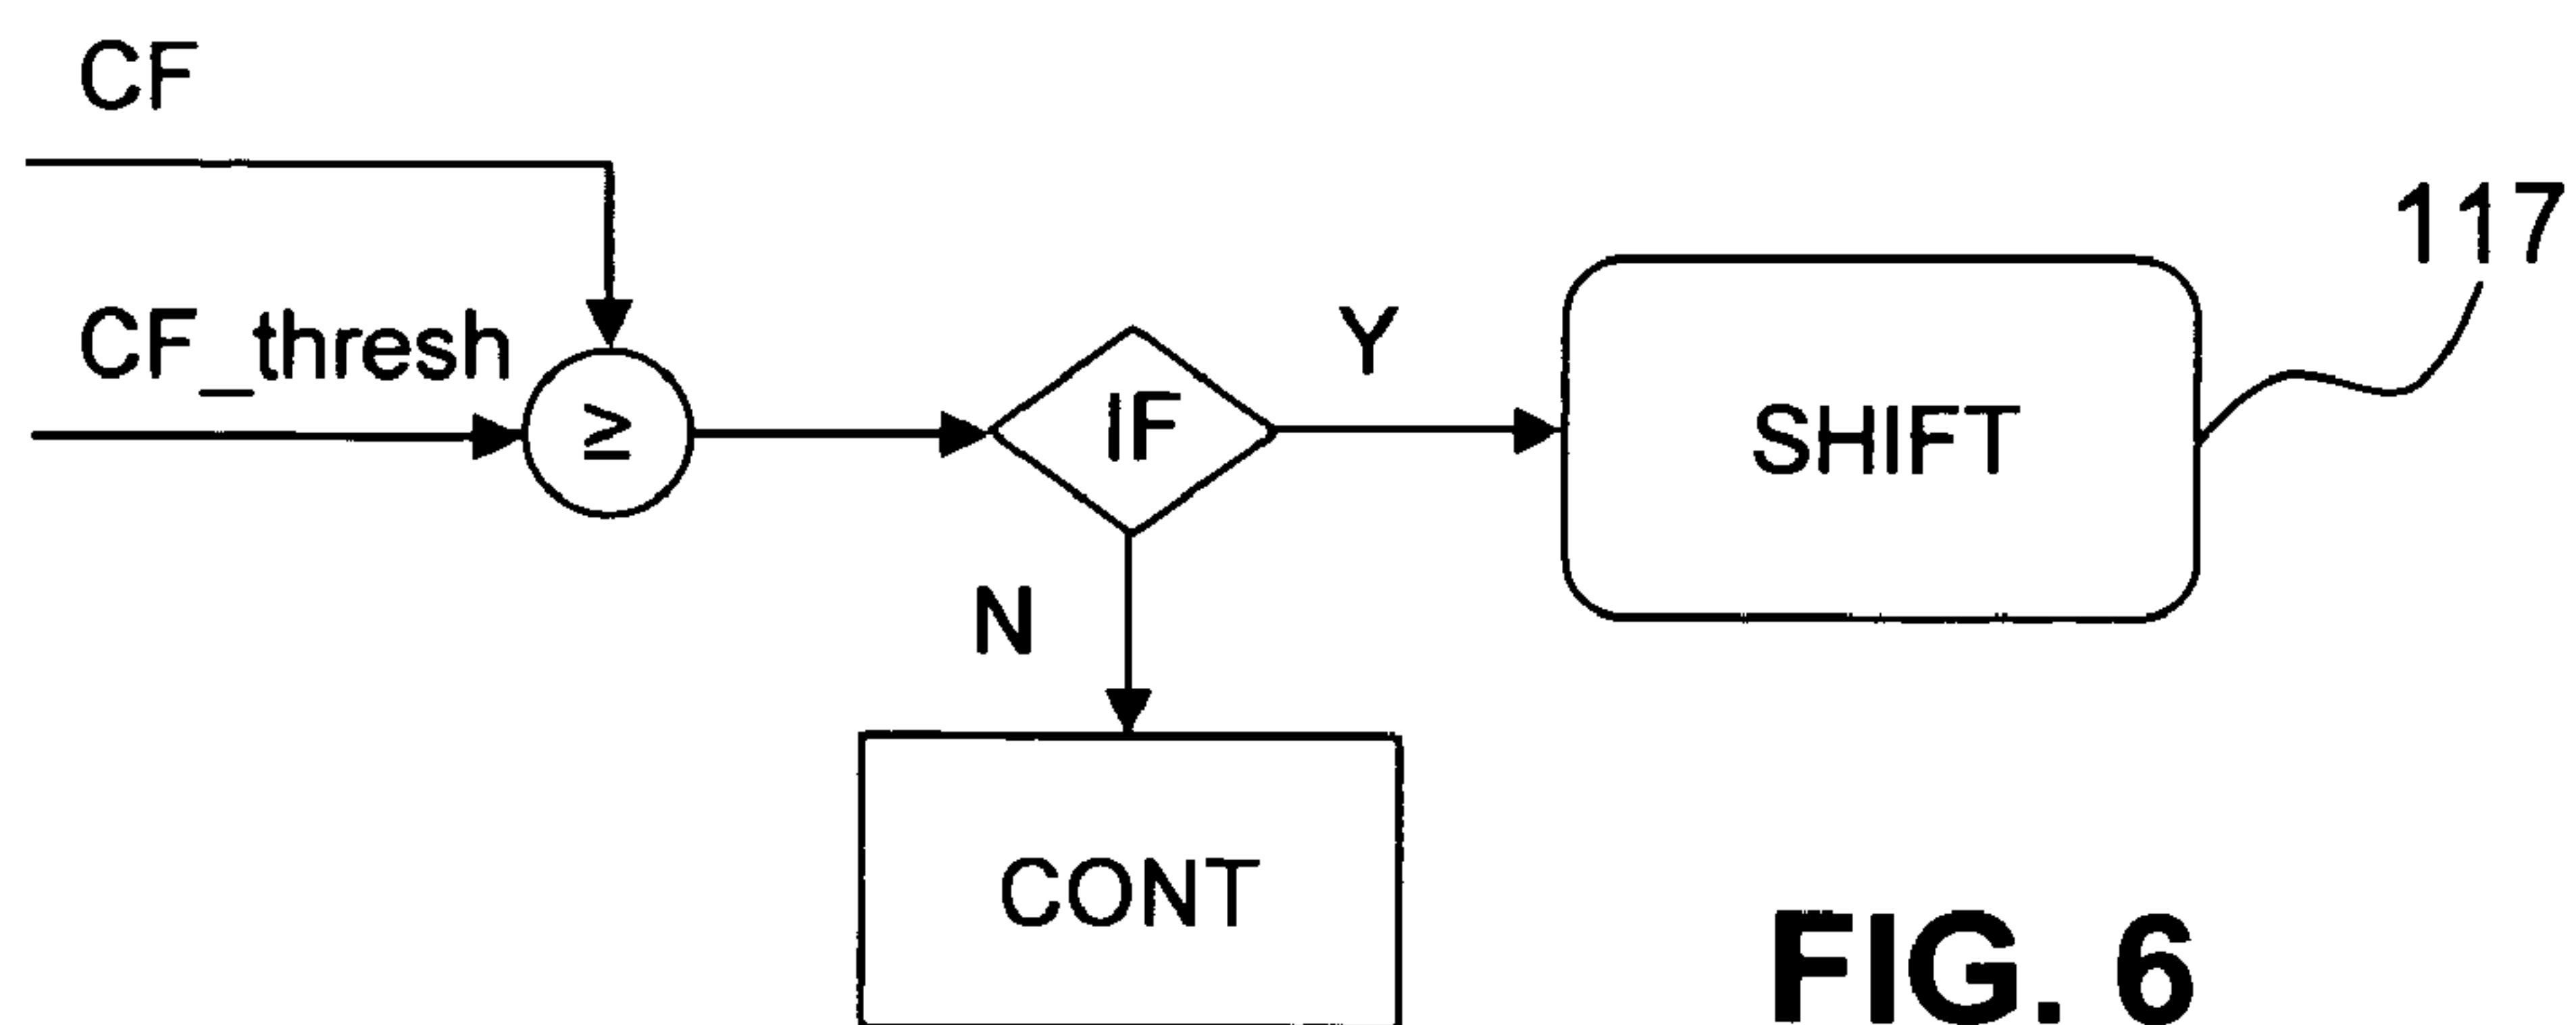 CF
117
CF_thresh
≥
IF
Y
SHIFT
N
CONT
FIG. 6